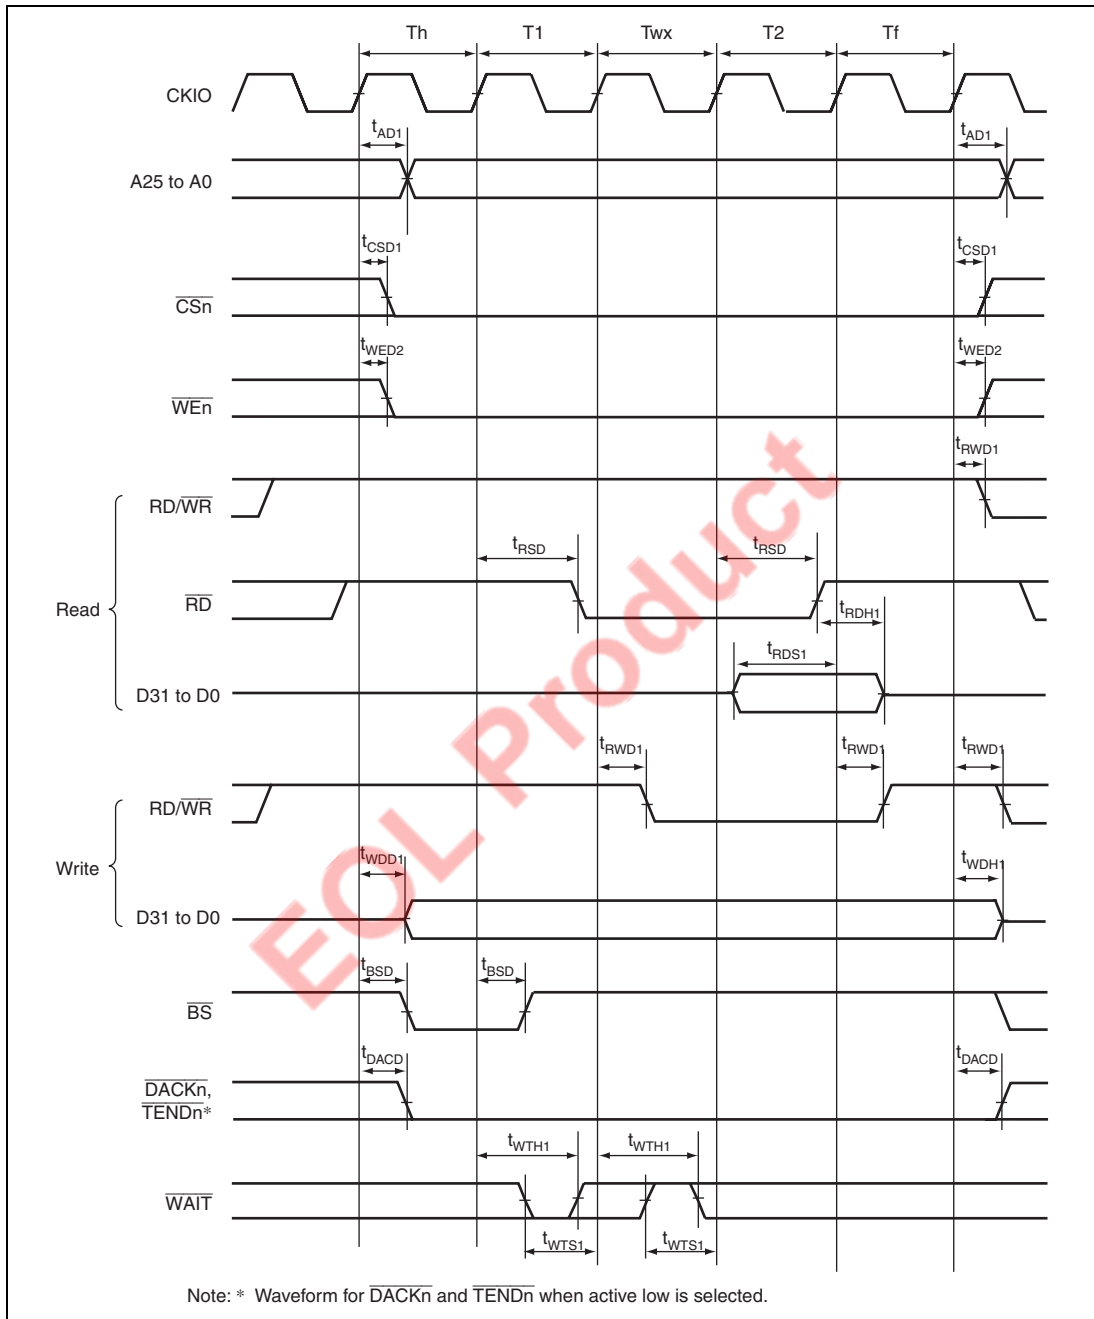 Th T1 Twx T2 Tf
CKIO
tAD1 tAD1
A25 to A0
tCSD1 tCSD1
CSn
tWED2 tWED2
WEn
tRWD1
RD/WR
tRSD tRSD
Read
RD
tRDH1
tRDS1
D31 to D0
tRWD1 tRWD1 tRWD1
RD/WR
Write
tWDD1 tWDH1
D31 to D0
tBSD tBSD
BS
tDACD tDACD
DACKn,
TENDn*
tWTH1 tWTH1
WAIT
tWTS1 tWTS1
Note: * Waveform for DACKn and TENDn when active low is selected.
EOL Product